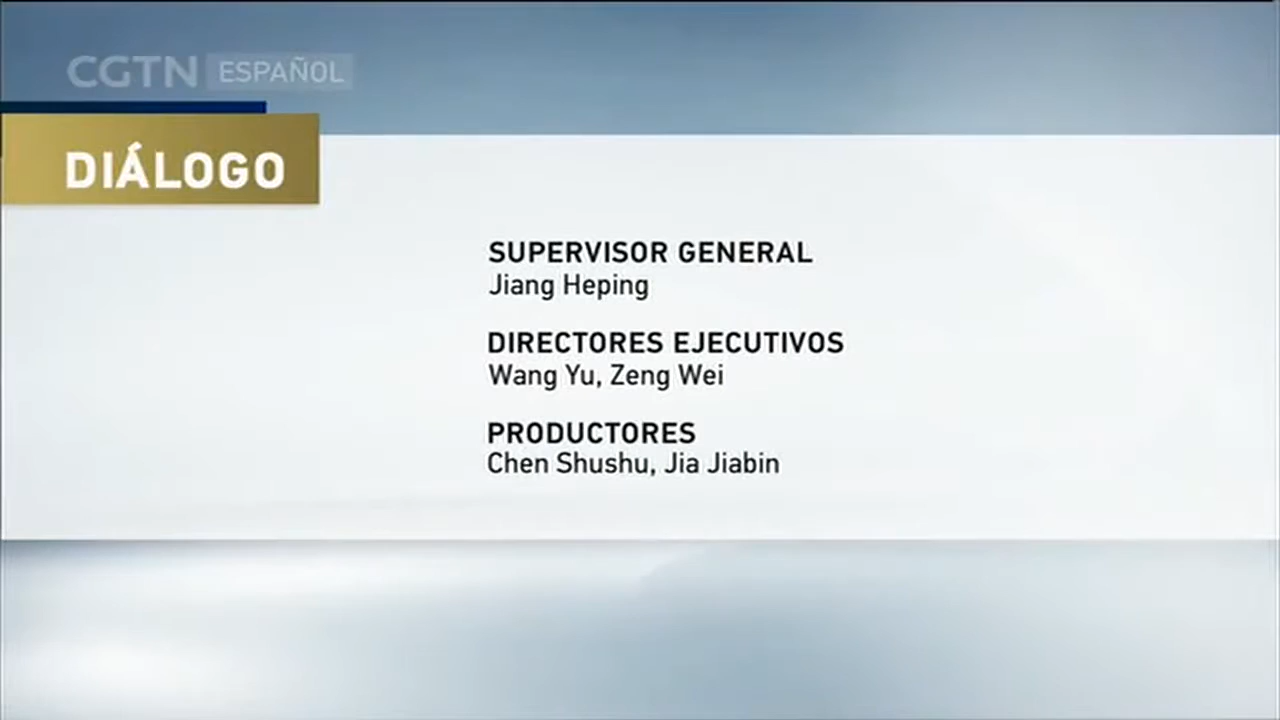 CGTN ESPAÑOL
DIÁLOGO
SUPERVISOR GENERAL
Jiang Heping
DIRECTORES EJECUTIVOS
Wang Yu, Zeng Wei
PRODUCTORES
Chen Shushu, Jia Jiabin